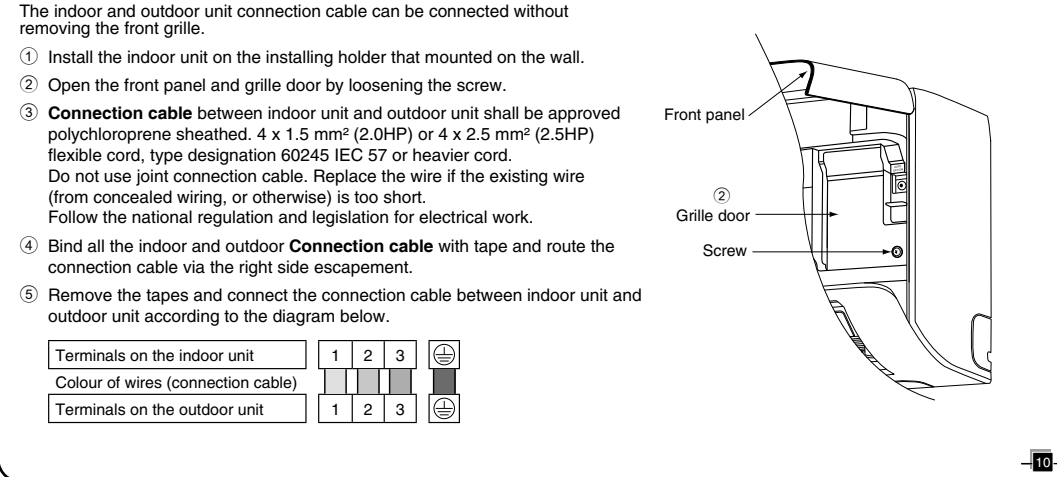 The indoor and outdoor unit connection cable can be connected without
removing the front grille.
① Install the indoor unit on the installing holder that mounted on the wall.
② Open the front panel and grille door by loosening the screw.
③ Connection cable between indoor unit and outdoor unit shall be approved
polychloroprene sheathed. 4 x 1.5 mm² (2.0HP) or 4 x 2.5 mm² (2.5HP)
flexible cord, type designation 60245 IEC 57 or heavier cord.
Do not use joint connection cable. Replace the wire if the existing wire
(from concealed wiring, or otherwise) is too short.
Follow the national regulation and legislation for electrical work.
④ Bind all the indoor and outdoor Connection cable with tape and route the
connection cable via the right side escapement.
⑤ Remove the tapes and connect the connection cable between indoor unit and
outdoor unit according to the diagram below.
Terminals on the indoor unit 1 2 3
Colour of wires (connection cable)
Terminals on the outdoor unit 1 2 3
Front panel
②
Grille door
Screw
10